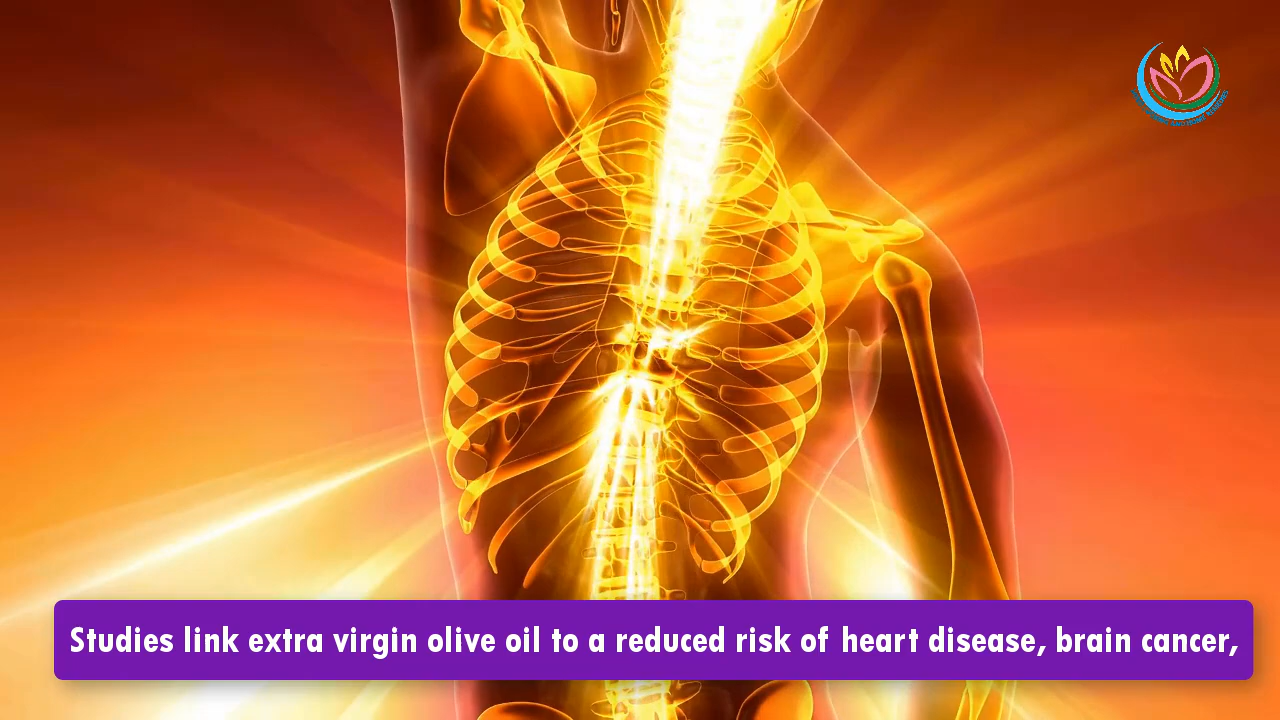 Studies link extra virgin olive oil to a reduced risk of heart disease, brain cancer,